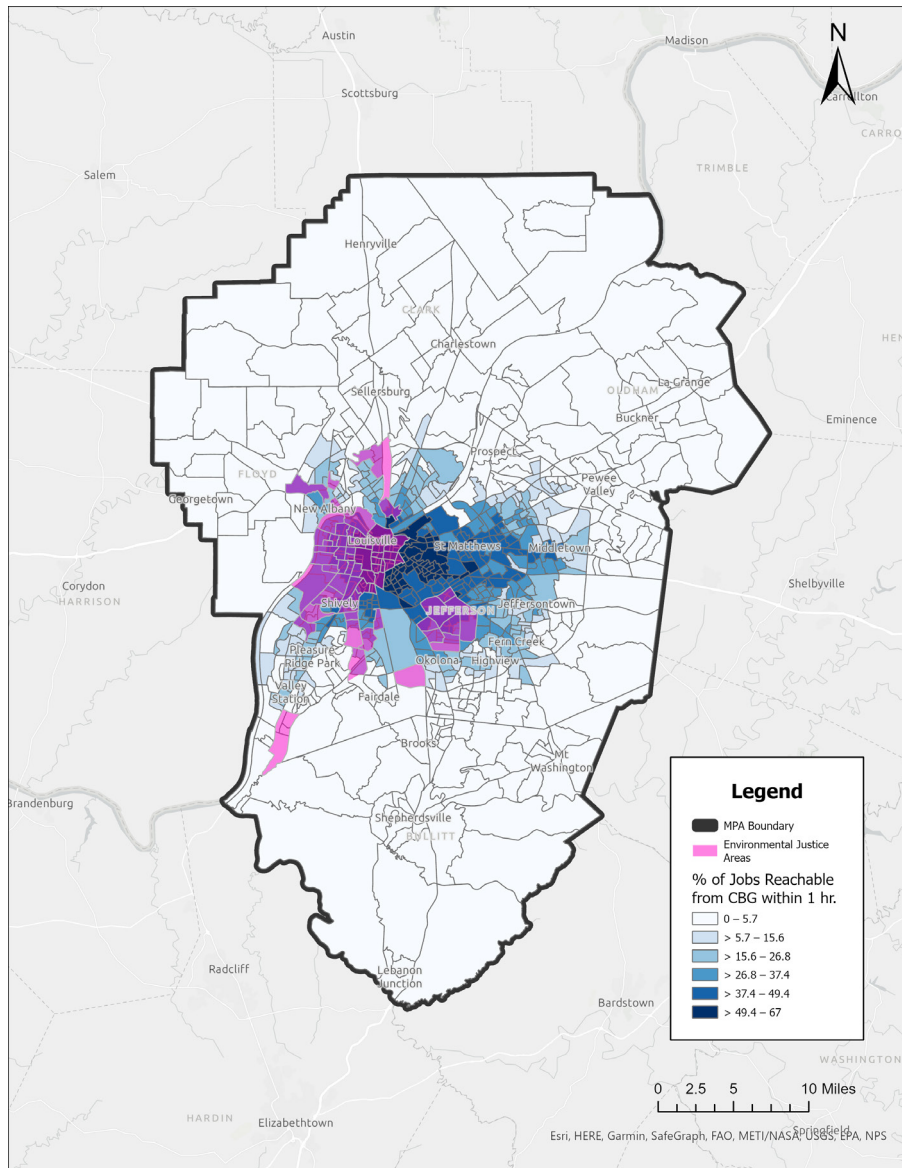 Austin
Madison
N
Scottsburg
Carrollton
CARRO
TRIMBLE
Salem
Henryville
CLARK
Charlestown
HEN
Sellersburg
OLDHAM
La Grange
Buckner
Eminence
Prospect
FLOYD
Pewee
Valley
Georgetown
New Albany
Louisville
St Matthews
Middletown
Corydon
HARRISON
Shelbyville
Shively
JEFFERSON
Jeffersontown
Fern Creek
Pleasure
Ridge Park
Okolona
Highview
Valley
Station
Fairdale
Brooks
Mt
Washington
Brandenburg
Shepherdsville
BULLITT
Legend
MPA Boundary
Environmental Justice
Areas
% of Jobs Reachable
from CBG within 1 hr.
0 – 5.7
> 5.7 – 15.6
> 15.6 – 26.8
> 26.8 – 37.4
> 37.4 – 49.4
> 49.4 – 67
Radcliff
Lebanon
Junction
Bardstown
WASHINGTON
0 2.5 5 10 Miles
HARDIN
Elizabethtown
Springfield
Esri, HERE, Garmin, SafeGraph, FAO, METI/NASA, USGS, EPA, NPS